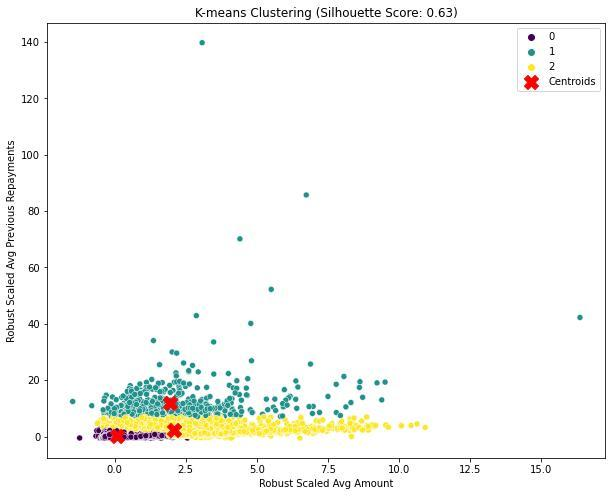 K-means Clustering (Silhouette Score: 0.63)
0
1
2
Centroids
140
120
100
80
60
40
20
0
Robust Scaled Avg Previous Repayments
0.0 2.5 5.0 7.5 10.0 12.5 15.0
Robust Scaled Avg Amount